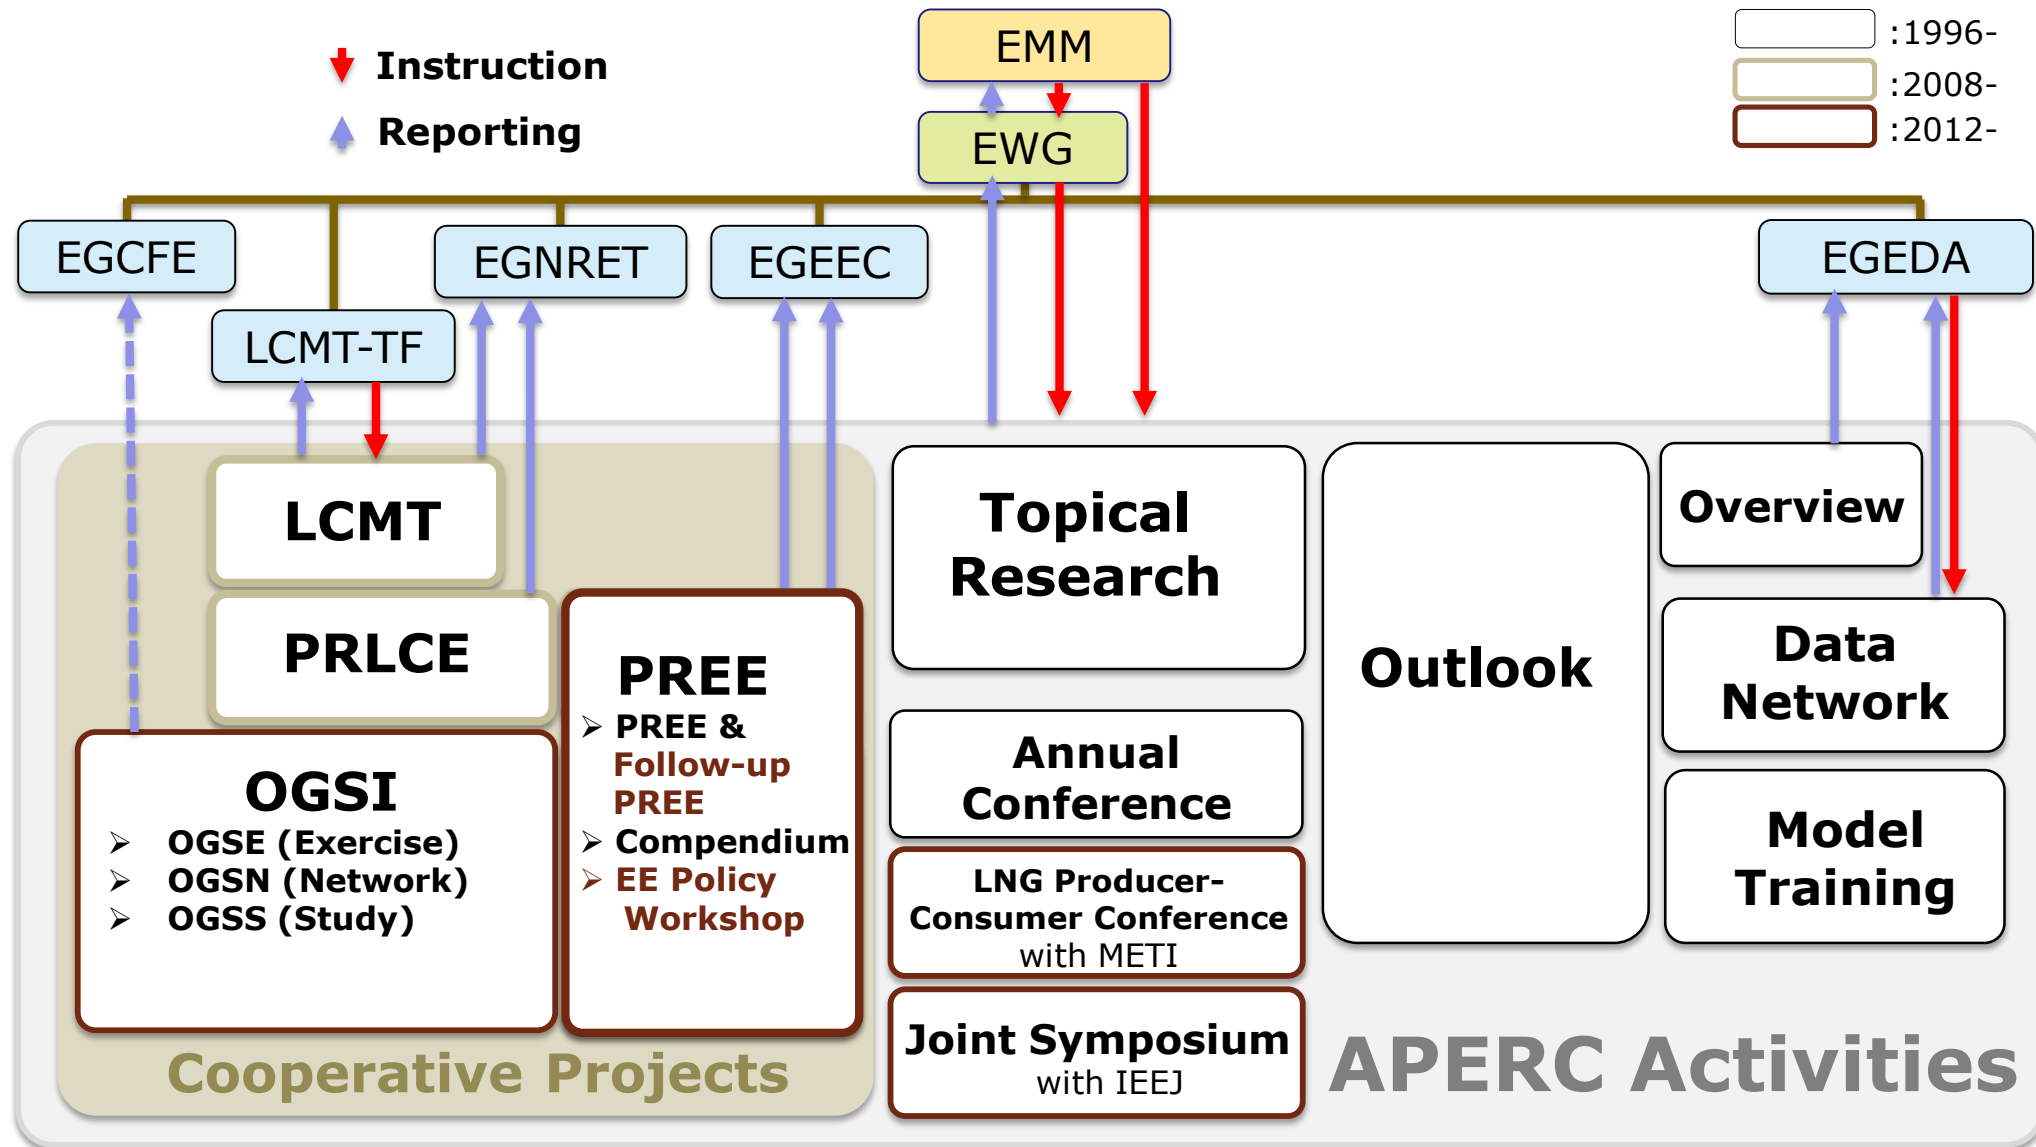 EMM
:1996-
Instruction
:2008-
Reporting
EWG
:2012-
EGCFE
EGNRET
EGEEC
EGEDA
LCMT-TF
LCMT
PRLCE
OGSI
➢ OGSE (Exercise)
➢ OGSN (Network)
➢ OGSS (Study)
PREE
➢ PREE &
Follow-up
PREE
➢ Compendium
➢ EE Policy
Workshop
Cooperative Projects
Topical
Research
Annual
Conference
LNG Producer-
Consumer Conference
with METI
Joint Symposium
with IEEJ
Outlook
Overview
Data
Network
Model
Training
APERC Activities